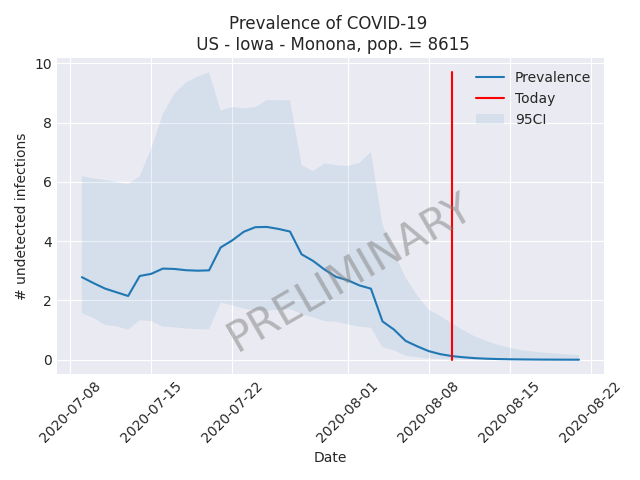 Prevalence of COVID-19
US - Iowa - Monona, pop. = 8615
# undetected infections
10
8
6
4
2
0
Prevalence
Today
95CI
PRELIMINARY
2020-07-08
2020-07-15
2020-07-22
2020-08-01
2020-08-08
2020-08-15
2020-08-22
Date